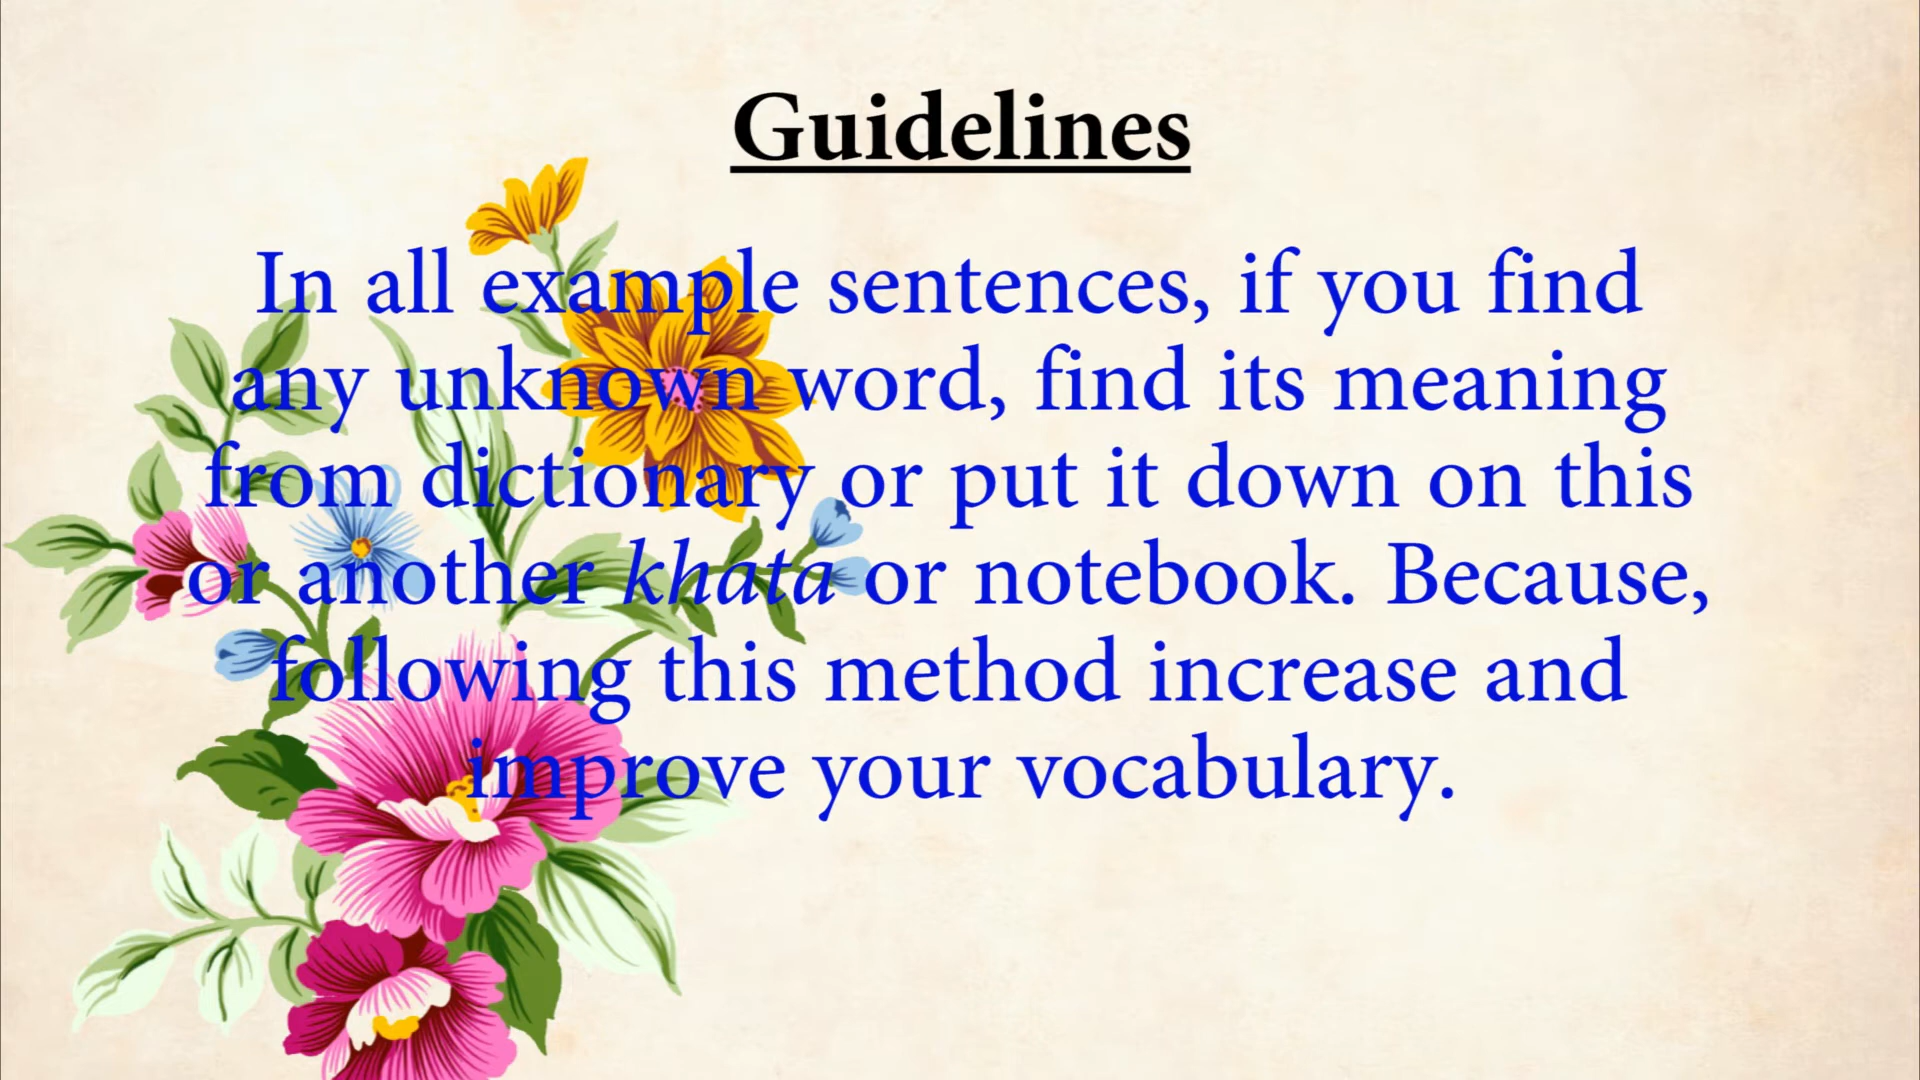 Guidelines
In all example sentences, if you find
any unknown word, find its meaning
from dictionary or put it down on this
or another khata or notebook. Because,
following this method increase and
improve your vocabulary.